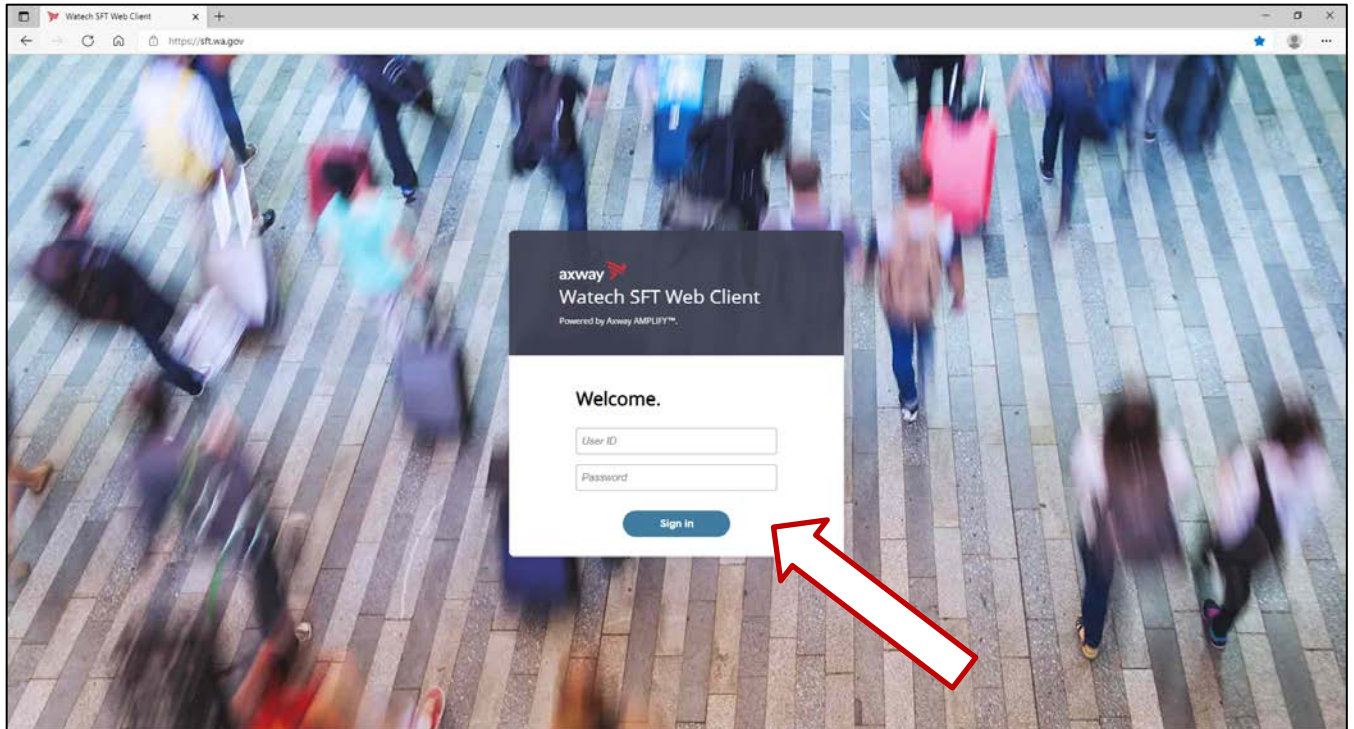 Watech SFT Web Client
https://sft.wa.gov
axway
Watech SFT Web Client
Powered by Axway AMPLIFY™.
Welcome.
User ID
Password
Sign in